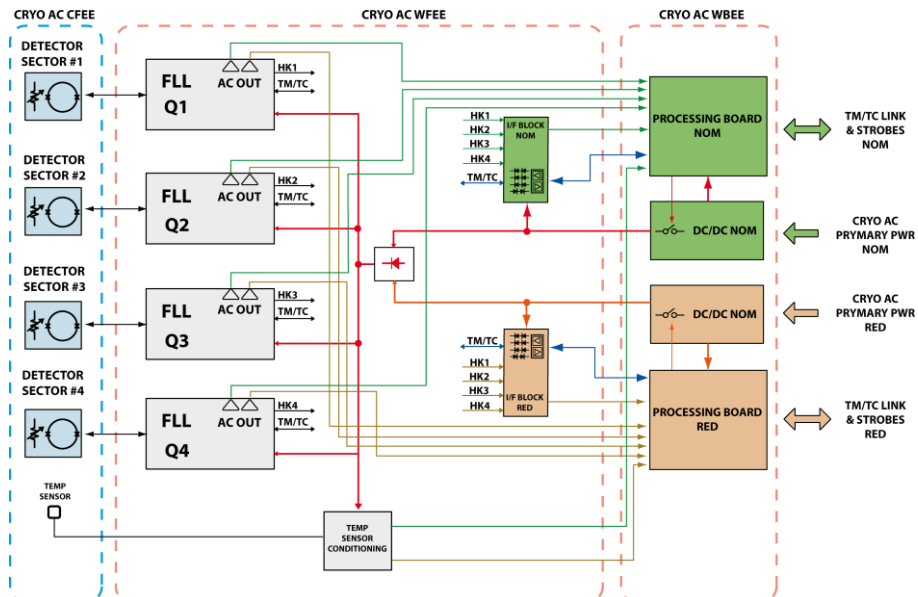 CRYO AC CFEE
CRYO AC WFEE
CRYO AC WBEE
DETECTOR
SECTOR #1
FLL
Q1
AC OUT
HK1
TM/TC
DETECTOR
SECTOR #2
FLL
Q2
AC OUT
HK2
TM/TC
DETECTOR
SECTOR #3
FLL
Q3
AC OUT
HK3
TM/TC
DETECTOR
SECTOR #4
FLL
Q4
AC OUT
HK4
TM/TC
TEMP
SENSOR
TEMP
SENSOR
CONDITIONING
HK1
HK2
HK3
HK4
TM/TC
I/F BLOCK
NOM
TM/TC
HK1
HK2
HK3
HK4
I/F BLOCK
RED
PROCESSING BOARD
NOM
DC/DC NOM
DC/DC NOM
PROCESSING BOARD
RED
TM/TC LINK
& STROBES
NOM
CRYO AC
PRYMARY PWR
NOM
CRYO AC
PRYMARY PWR
RED
TM/TC LINK
& STROBES
RED